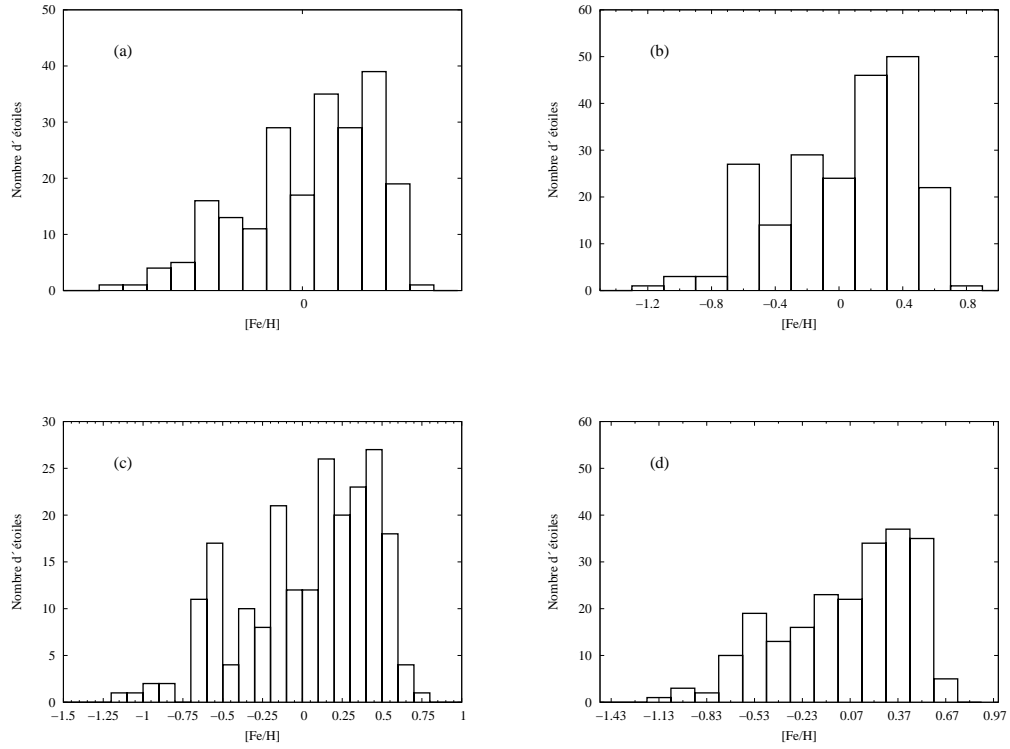 50
40
30
20
10
0
Nombre d´ étoiles
(a)
0
[Fe/H]
60
50
40
30
20
10
0
Nombre d´ étoiles
(b)
−1.2 −0.8 −0.4 0 0.4 0.8
[Fe/H]
30
25
20
15
10
5
0
Nombre d´ étoiles
(c)
−1.5 −1.25 −1 −0.75 −0.5 −0.25 0 0.25 0.5 0.75 1
[Fe/H]
60
50
40
30
20
10
0
Nombre d´ étoiles
(d)
−1.43 −1.13 −0.83 −0.53 −0.23 0.07 0.37 0.67 0.97
[Fe/H]